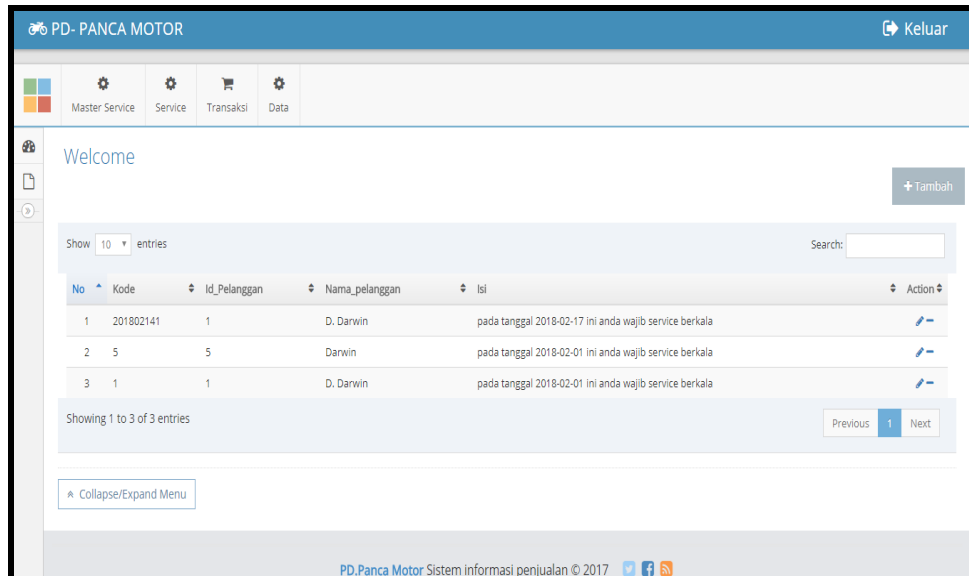 PD- PANCA MOTOR
Keluar
Master Service Service Transaksi Data
Welcome
+ Tambah
Show 10 entries Search:
No Kode Id_Pelanggan Nama_pelanggan Isi Action
1 201802141 1 D. Darwin pada tanggal 2018-02-17 ini anda wajib service berkala
2 5 5 Darwin pada tanggal 2018-02-01 ini anda wajib service berkala
3 1 1 D. Darwin pada tanggal 2018-02-01 ini anda wajib service berkala
Showing 1 to 3 of 3 entries
Previous 1 Next
Collapse/Expand Menu
PD.Panca Motor Sistem informasi penjualan © 2017